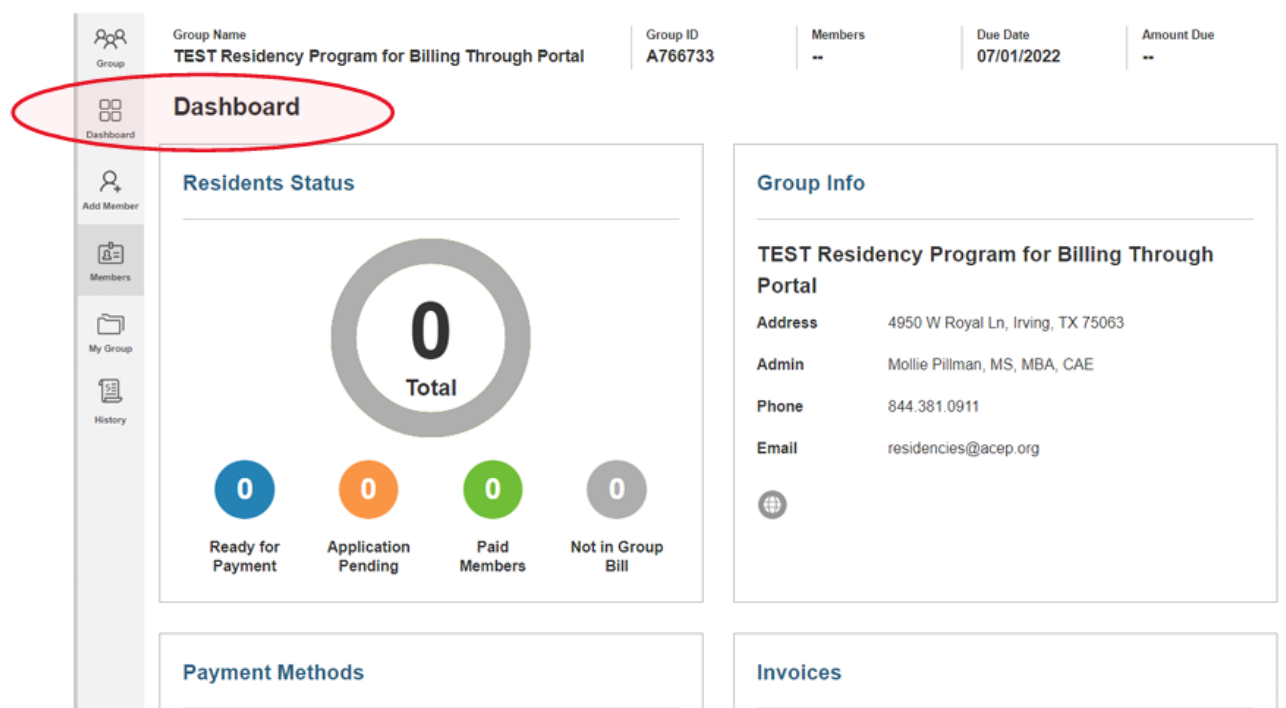 Group
Dashboard
Add Member
Members
My Group
History
Group Name
TEST Residency Program for Billing Through Portal
Group ID
A766733
Members
--
Due Date
07/01/2022
Amount Due
--
Dashboard
Residents Status
0
Total
0
Ready for
Payment
0
Application
Pending
0
Paid
Members
0
Not in Group
Bill
Group Info
TEST Residency Program for Billing Through
Portal
Address 4950 W Royal Ln, Irving, TX 75063
Admin Mollie Pillman, MS, MBA, CAE
Phone 844.381.0911
Email residencies@acep.org
Payment Methods
Invoices